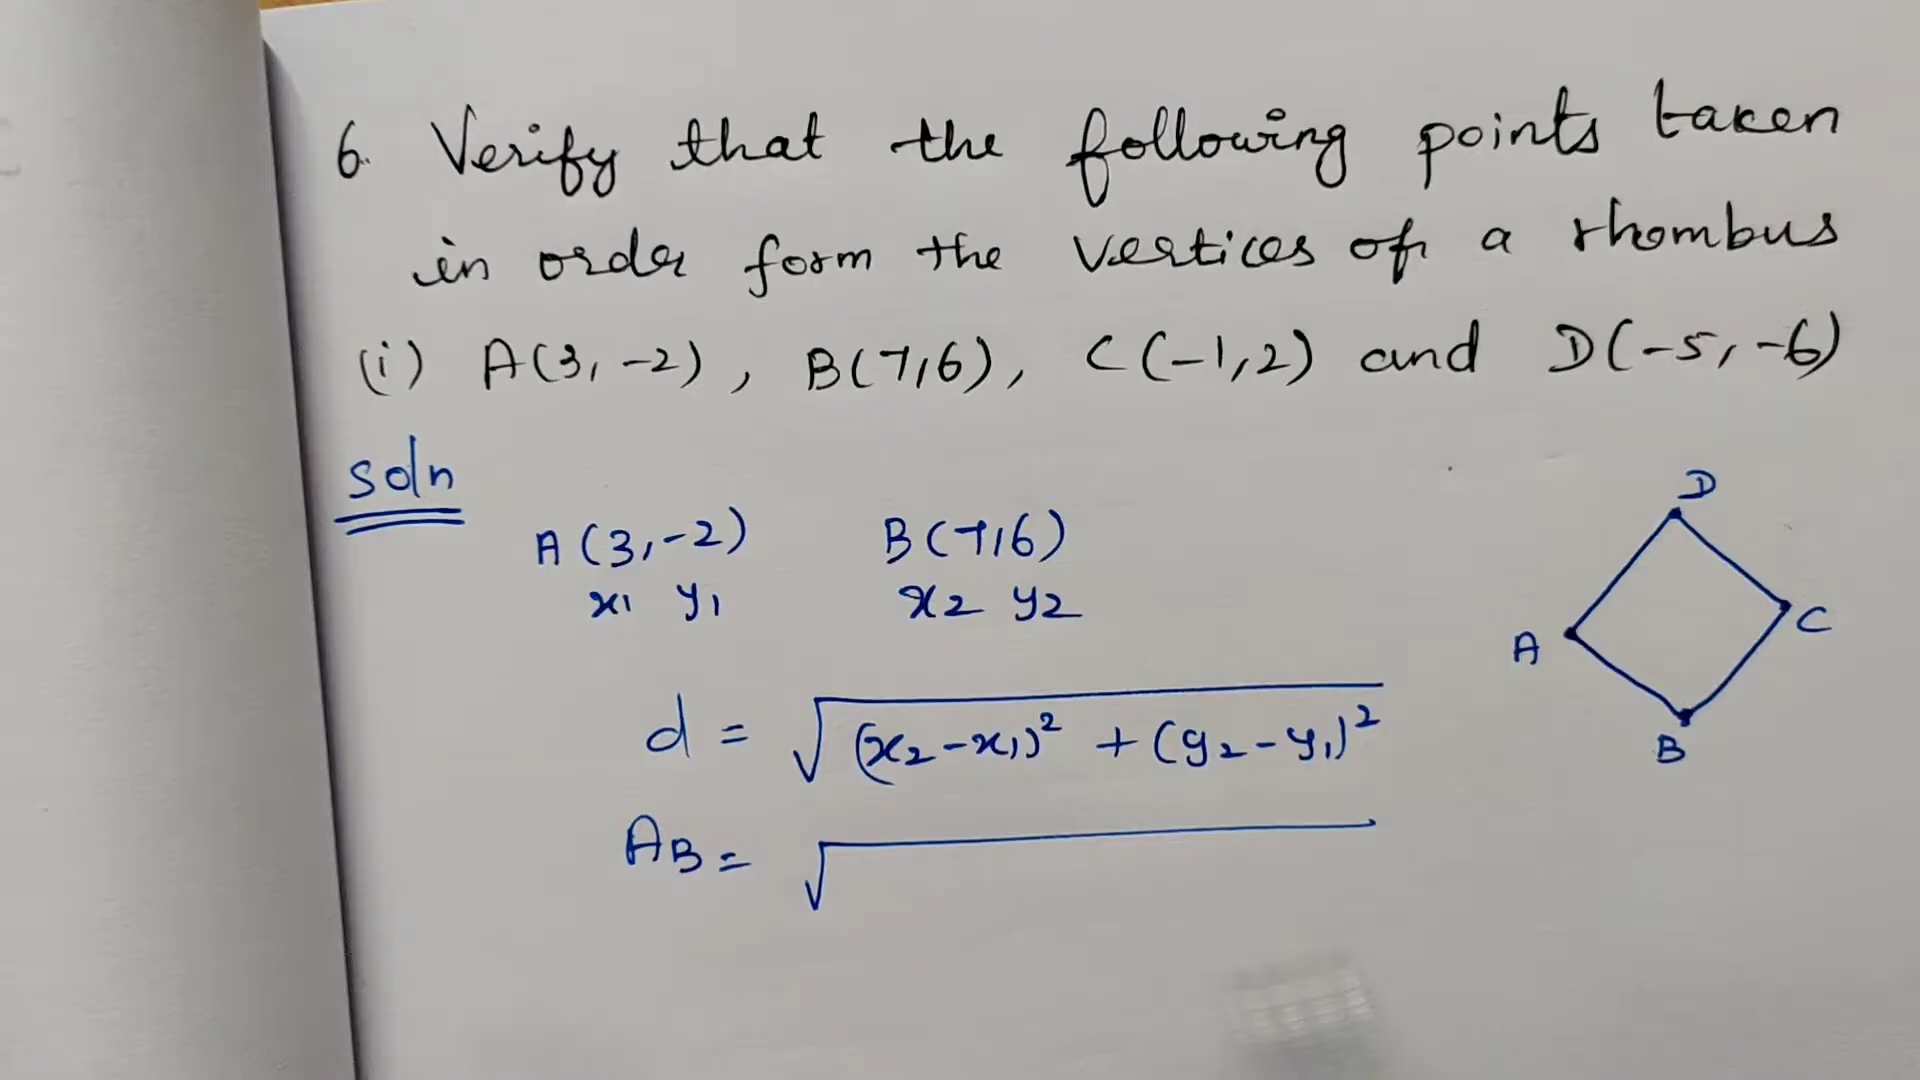 6. Verify that the following points taken
in order form the vertices of a rhombus
(i) A(3,-2), B(7,6), C(-1,2) and D(-5,-6)
soln
A(3,-2) B(7,6)
x1 y1 x2 y2
d = √(x2-x1)² + (y2-y1)²
AB = √
D
A
C
B